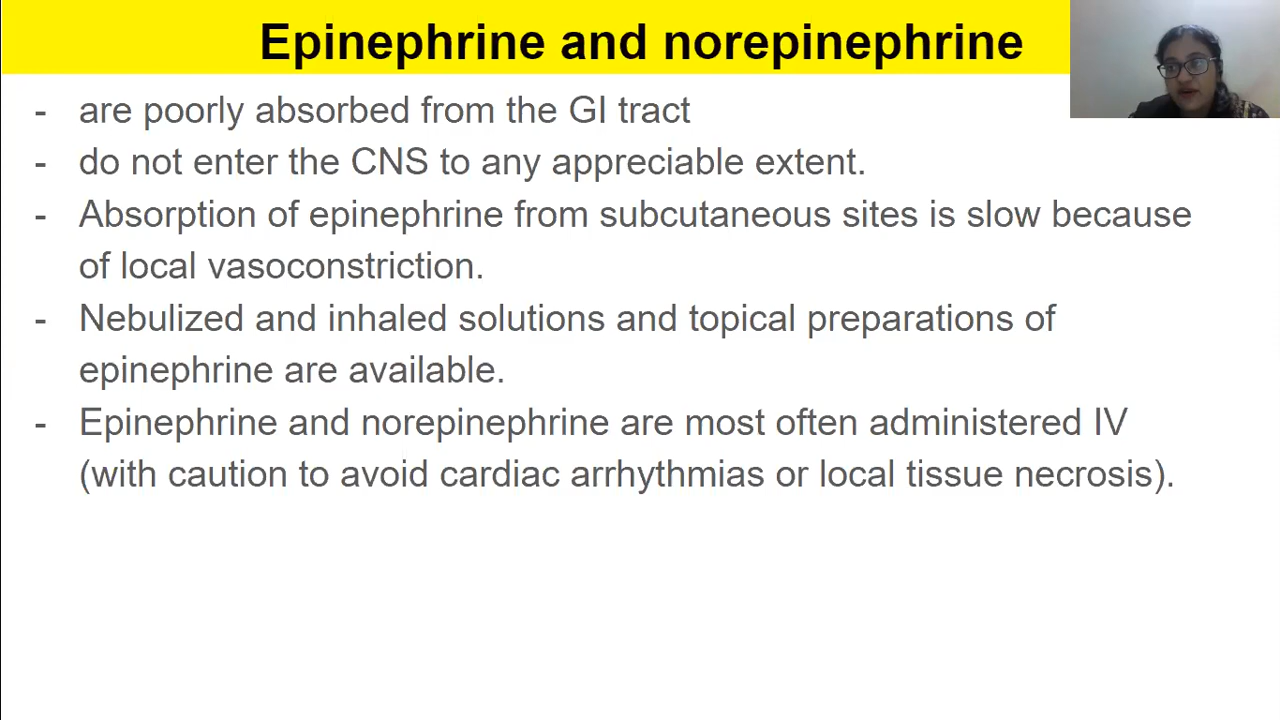 Epinephrine and norepinephrine
- are poorly absorbed from the GI tract
- do not enter the CNS to any appreciable extent.
- Absorption of epinephrine from subcutaneous sites is slow because
of local vasoconstriction.
- Nebulized and inhaled solutions and topical preparations of
epinephrine are available.
- Epinephrine and norepinephrine are most often administered IV
(with caution to avoid cardiac arrhythmias or local tissue necrosis).